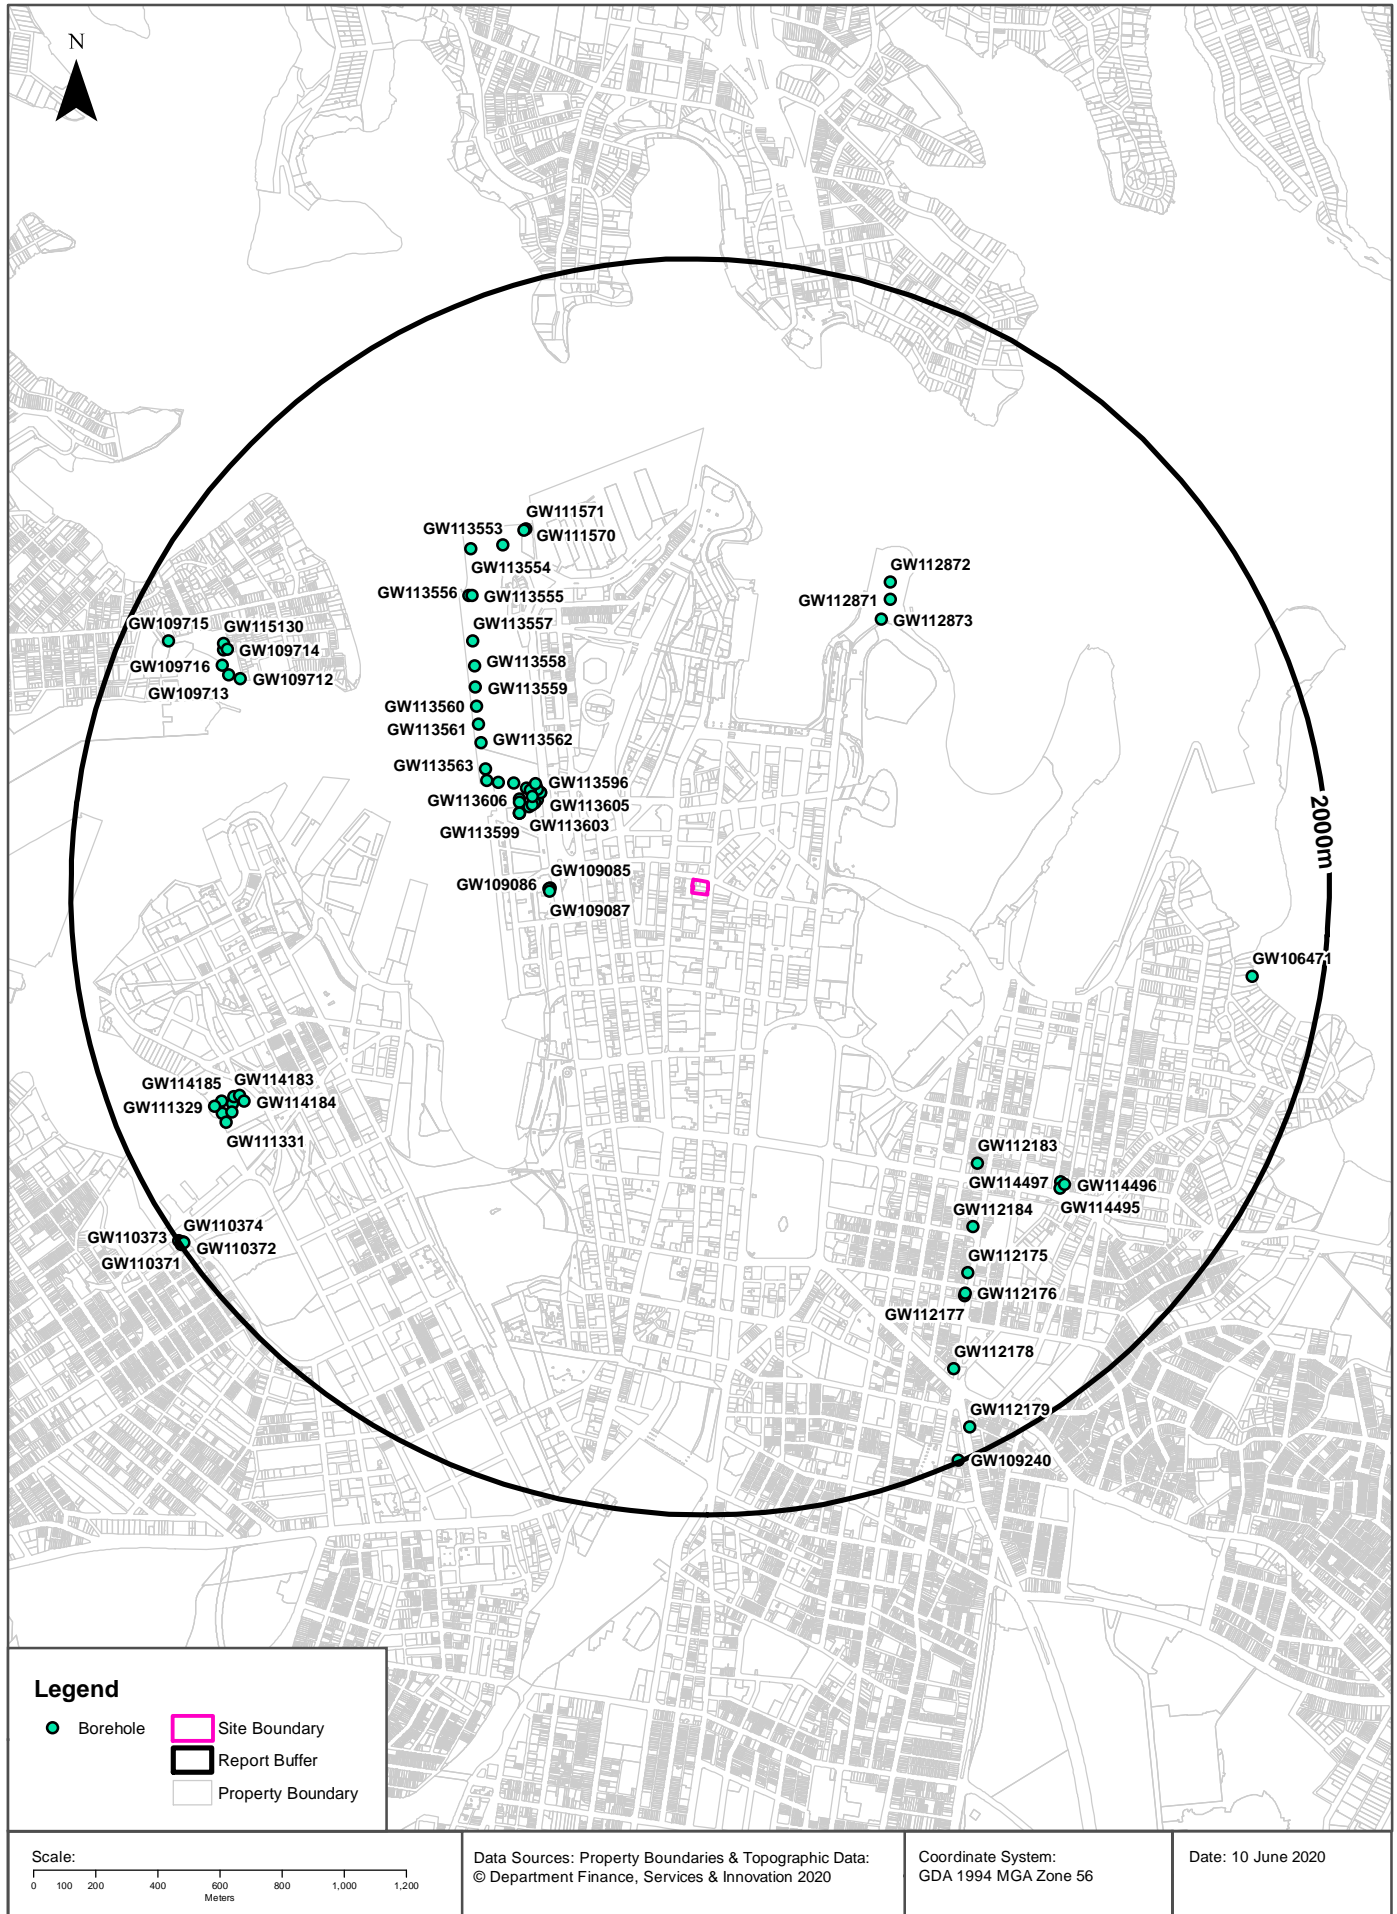 N
GW111571
GW113553
GW111570
GW113554
GW112872
GW113556
GW113555
GW112871
GW112873
GW109715
GW115130
GW113557
GW109714
GW109716
GW113558
GW109712
GW109713
GW113559
GW113560
GW113561
GW113562
GW113563
GW113596
GW113606
GW113605
GW113599
GW113603
2000m
GW109085
GW109086
GW109087
GW106471
GW114185
GW114183
GW111329
GW114184
GW111331
GW112183
GW114497
GW114496
GW114495
GW112184
GW110374
GW110373
GW110372
GW110371
GW112175
GW112176
GW112177
GW112178
GW112179
GW109240
Legend
Borehole
Site Boundary
Report Buffer
Property Boundary
Scale:
0 100 200 400 600 800 1,000 1,200
Meters
Data Sources: Property Boundaries & Topographic Data:
© Department Finance, Services & Innovation 2020
Coordinate System:
GDA 1994 MGA Zone 56
Date: 10 June 2020